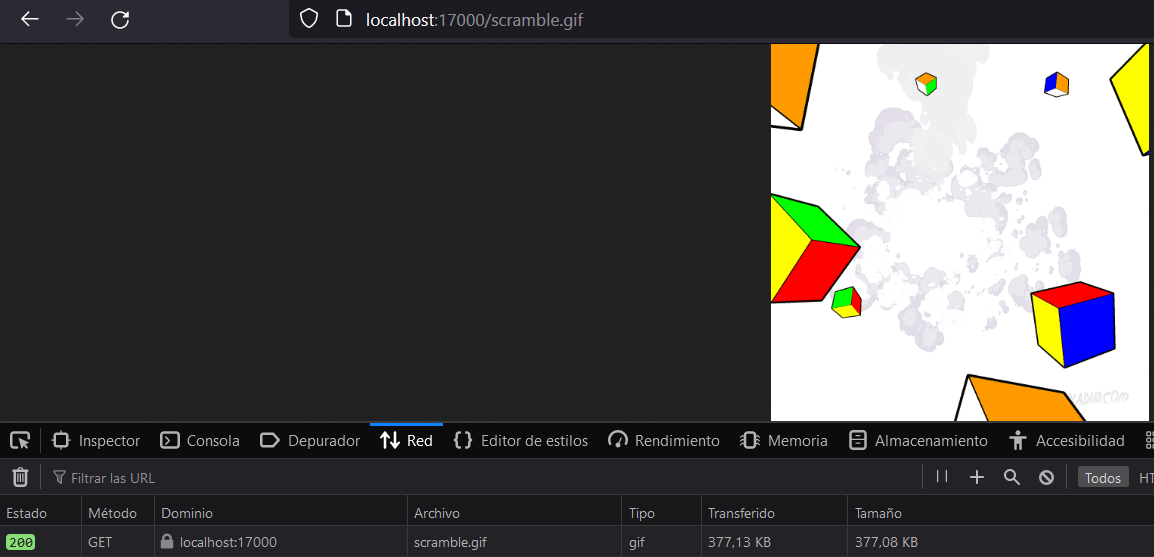 localhost:17000/scramble.gif
Inspector Consola Depurador Red Editor de estilos Rendimiento Memoria Almacenamiento Accesibilidad
Filtrar las URL Todos HT
Estado Método Dominio Archivo Tipo Transferido Tamaño
200 GET localhost:17000 scramble.gif gif 377,13 KB 377,08 KB